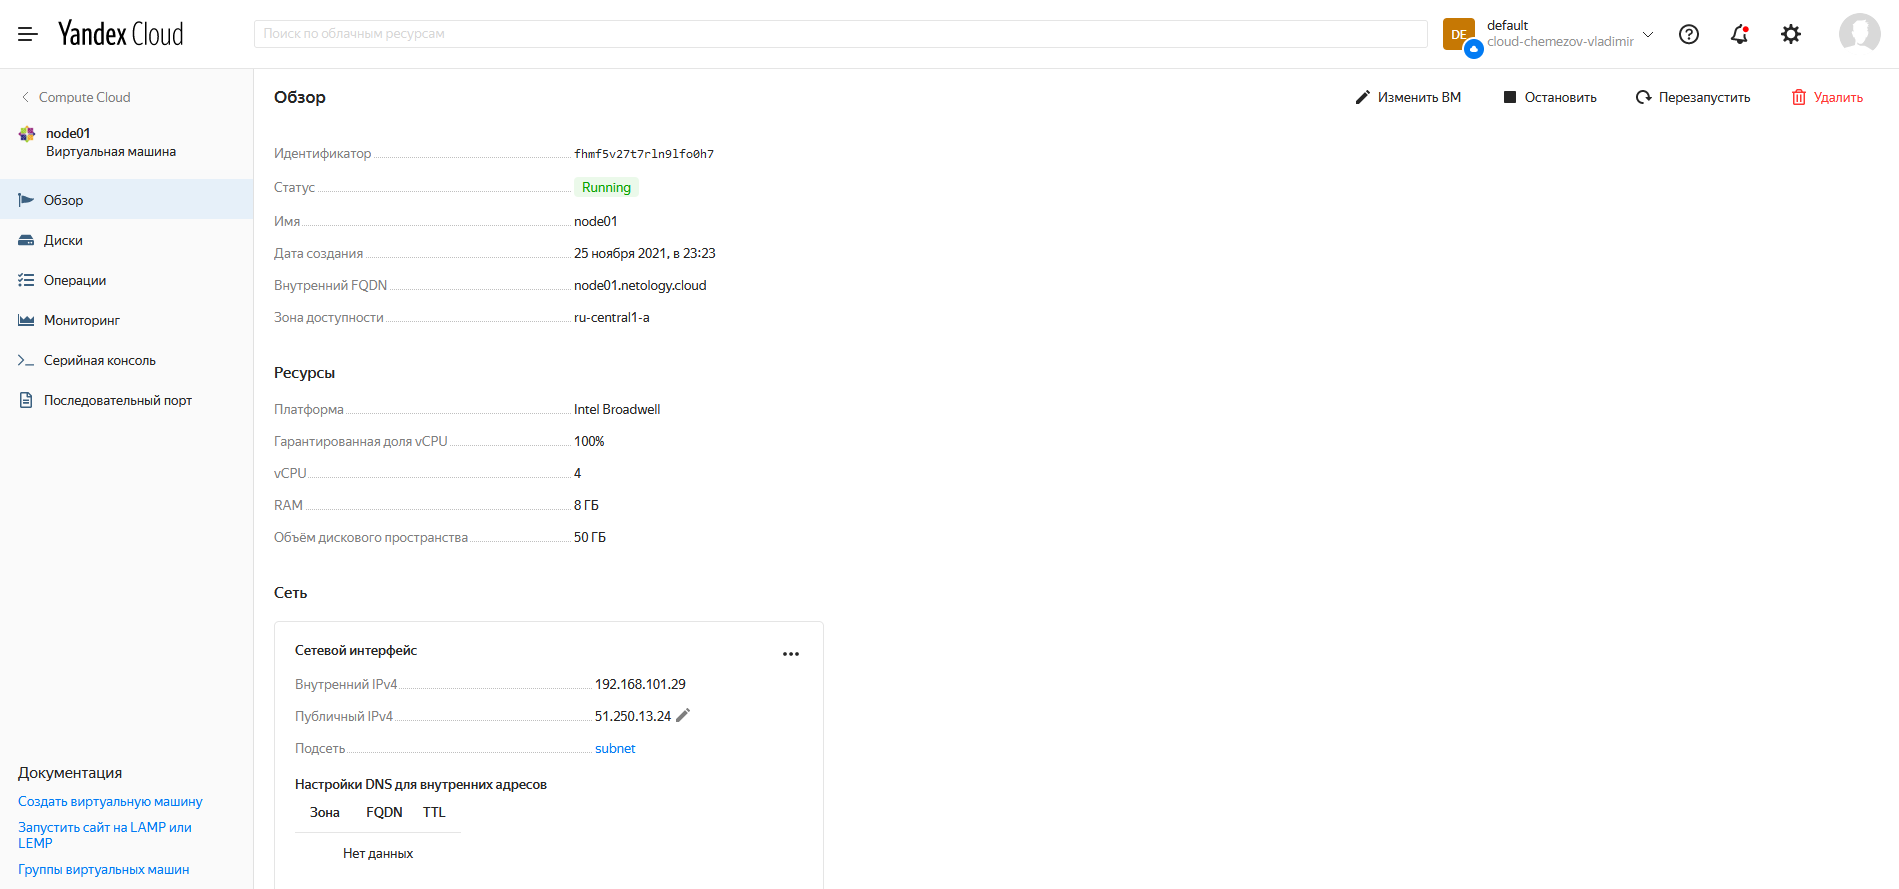 Yandex Cloud
Поиск по облачным ресурсам
DE
default
cloud-chemezov-vladimir
Compute Cloud
node01
Виртуальная машина
Обзор
Диски
Операции
Мониторинг
Серийная консоль
Последовательный порт
Документация
Создать виртуальную машину
Запустить сайт на LAMP или
LEMP
Группы виртуальных машин
Обзор
Изменить ВМ
Остановить
Перезапустить
Удалить
Идентификатор fhmf5v27t7rln9lfo0h7
Статус Running
Имя node01
Дата создания 25 ноября 2021, в 23:23
Внутренний FQDN node01.netology.cloud
Зона доступности ru-central1-a
Ресурсы
Платформа Intel Broadwell
Гарантированная доля vCPU 100%
vCPU 4
RAM 8 ГБ
Объём дискового пространства 50 ГБ
Сеть
Сетевой интерфейс
Внутренний IPv4 192.168.101.29
Публичный IPv4 51.250.13.24
Подсеть subnet
Настройки DNS для внутренних адресов
Зона FQDN TTL
Нет данных